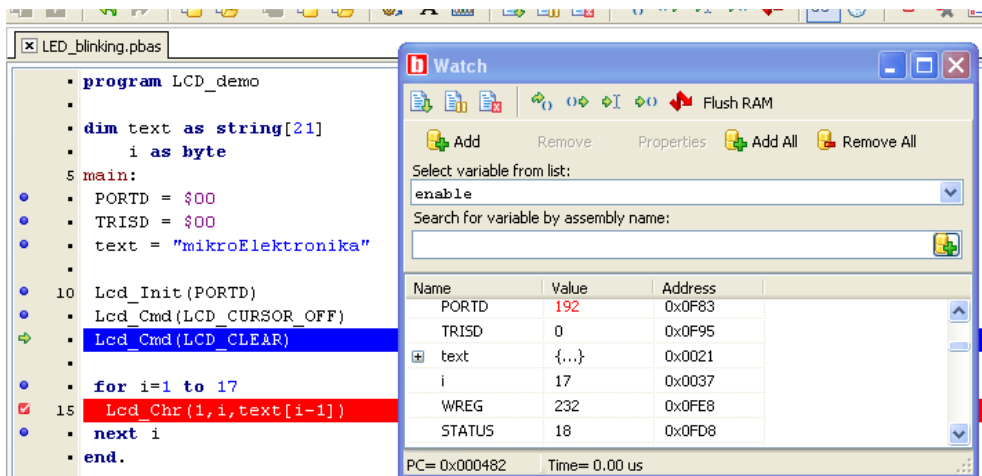 LED_blinking.pbas
program LCD_demo
dim text as string[21]
i as byte
5 main:
PORTD = $00
TRISD = $00
text = "mikroElektronika"
10 Lcd_Init(PORTD)
Lcd_Cmd(LCD_CURSOR_OFF)
Lcd_Cmd(LCD_CLEAR)
for i=1 to 17
15 Lcd_Chr(1,i,text[i-1])
next i
end.
Watch
Flush RAM
Add Remove Properties Add All Remove All
Select variable from list:
enable
Search for variable by assembly name:
Name Value Address
PORTD 192 0x0F83
TRISD 0 0x0F95
text {...} 0x0021
i 17 0x0037
WREG 232 0x0FE8
STATUS 18 0x0FD8
PC= 0x000482 Time= 0.00 us